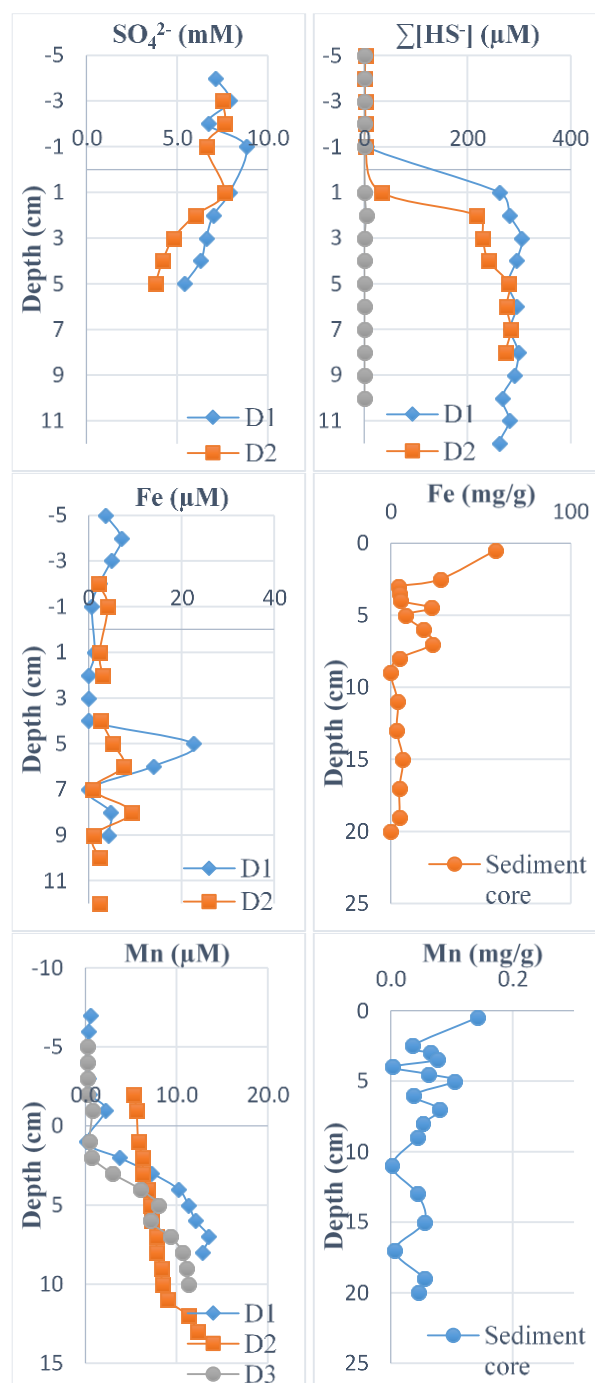 SO₄²⁻ (mM)
0.0 5.0 10.0
-5
-3
-1
1
3
5
7
9
11
Depth (cm)
D1
D2
∑[HS⁻] (µM)
0 200 400
-5
-3
-1
1
3
5
7
9
11
Depth (cm)
D1
D2
Fe (µM)
0 20 40
-5
-3
-1
1
3
5
7
9
11
Depth (cm)
D1
D2
Fe (mg/g)
0 100
0
5
10
15
20
25
Depth (cm)
Sediment
core
Mn (µM)
0.0 10.0 20.0
-10
-5
0
5
10
15
Depth (cm)
D1
D2
D3
Mn (mg/g)
0.0 0.2
0
5
10
15
20
25
Depth (cm)
Sediment
core